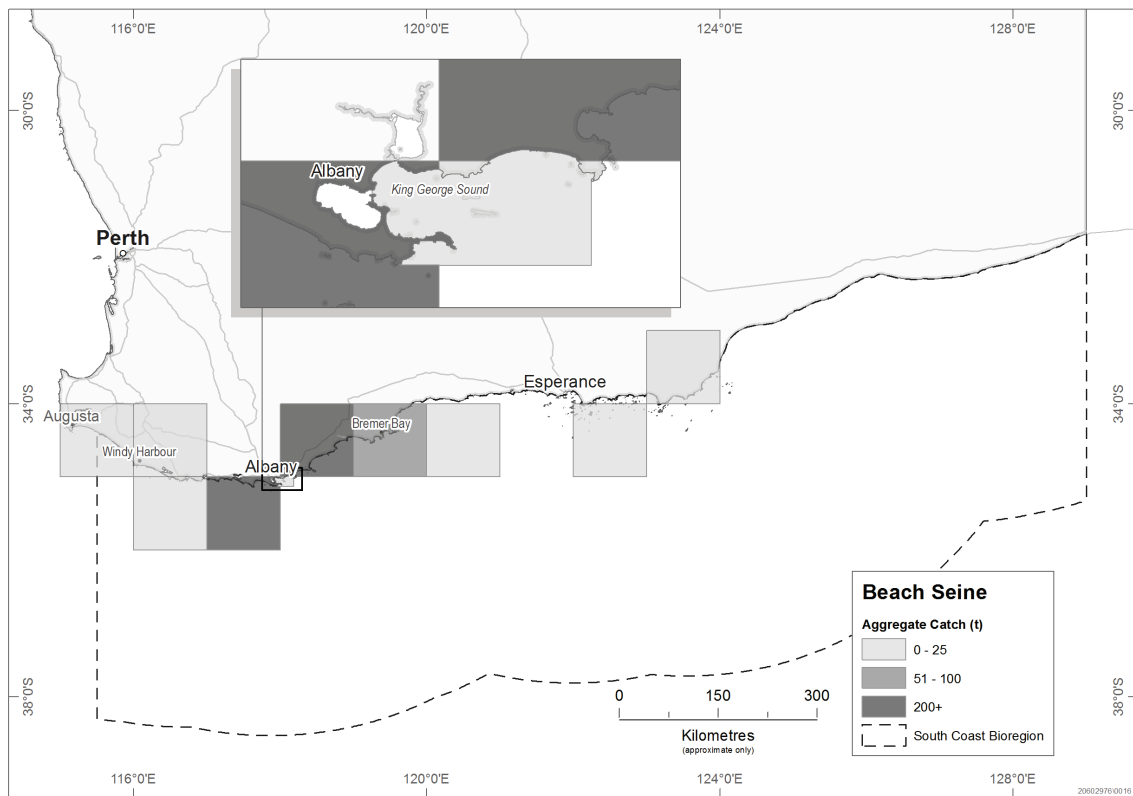 116°0'E 120°0'E 124°0'E 128°0'E
30°0'S 30°0'S
Albany
King George Sound
Perth
Esperance
34°0'S 34°0'S
Augusta
Bremer Bay
Windy Harbour
Albany
Beach Seine
Aggregate Catch (t)
0 - 25
51 - 100
200+
South Coast Bioregion
38°0'S 38°0'S
0 150 300
Kilometres
(approximate only)
116°0'E 120°0'E 124°0'E 128°0'E
20602976\0016